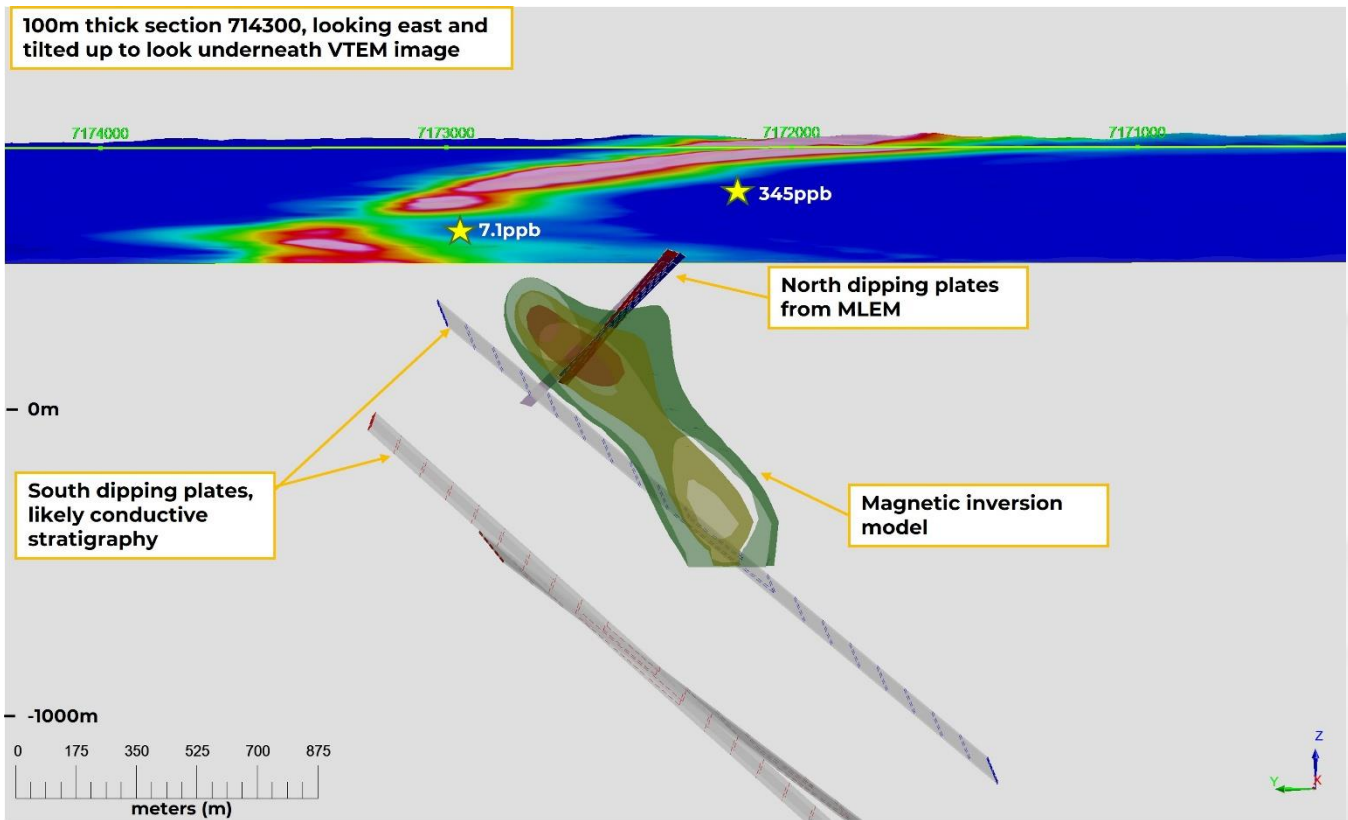 100m thick section 714300, looking east and
tilted up to look underneath VTEM image
7174000
7173000
7172000
7171000
345ppb
7.1ppb
North dipping plates
from MLEM
0m
South dipping plates,
likely conductive
stratigraphy
Magnetic inversion
model
-1000m
0 175 350 525 700 875
meters (m)
Z
Y
X